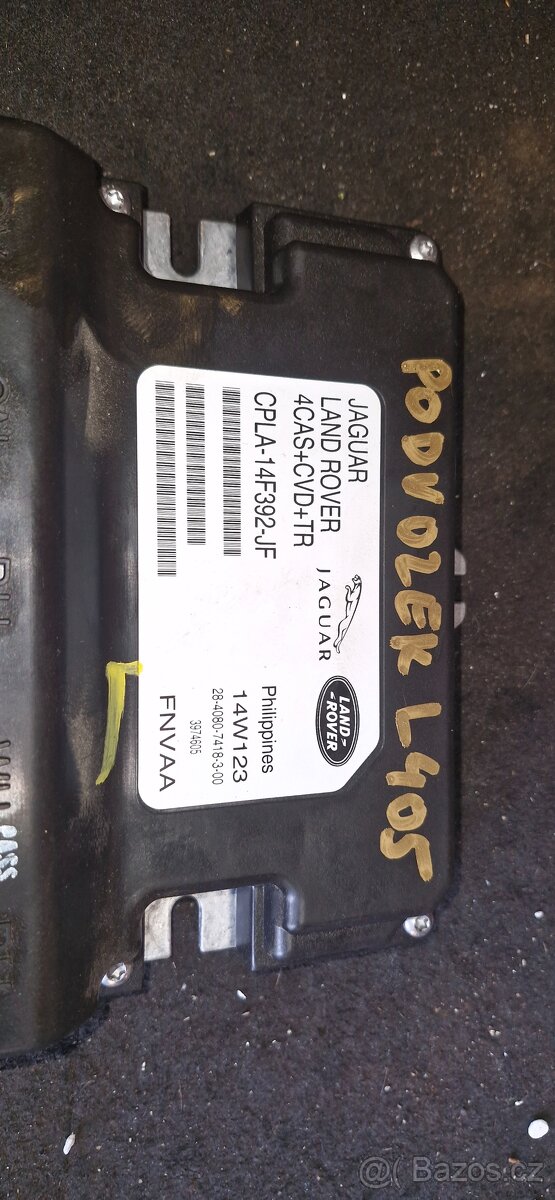 PODVOZEK L405
JAGUAR
LAND ROVER
4CAS+CVD+TR
CPLA-14F392-JF
JAGUAR
LAND
ROVER
Philippines
14W123
28-4080-7418-3-00
3974605
FNVAA
@Bazos.cz